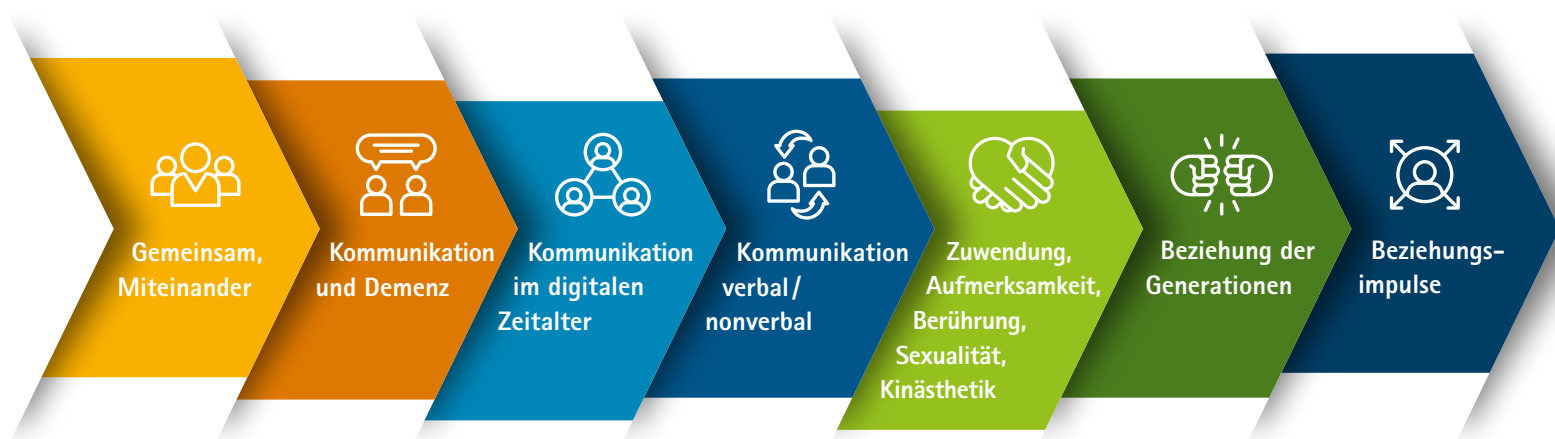 Gemeinsam,
Miteinander
Kommunikation
und Demenz
Kommunikation
im digitalen
Zeitalter
Kommunikation
verbal/
nonverbal
Zuwendung,
Aufmerksamkeit,
Berührung,
Sexualität,
Kinästhetik
Beziehung der
Generationen
Beziehungs-
impulse